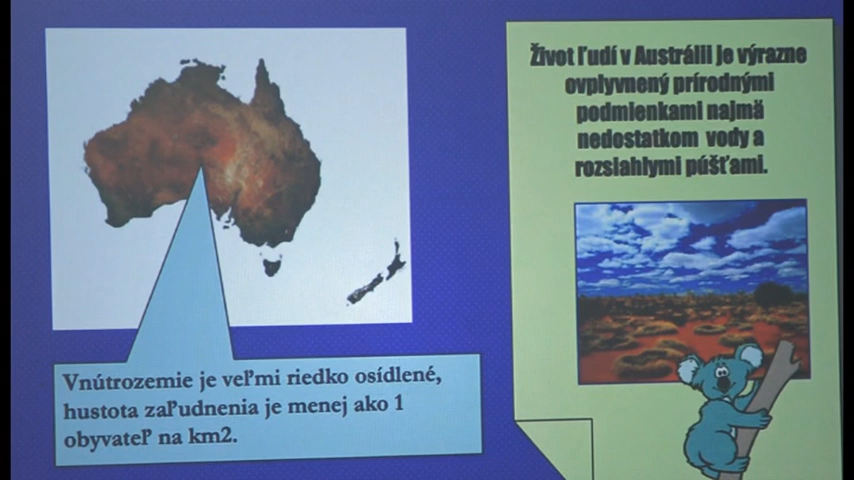 Život ľudí v Austrálii je výrazne
ovplyvnený prírodnými
podmienkami najmä
nedostatkom vody a
rozsiahlymi púšťami.
Vnútrozemie je veľmi riedko osídlené,
hustota zaľudnenia je menej ako 1
obyvateľ na km2.